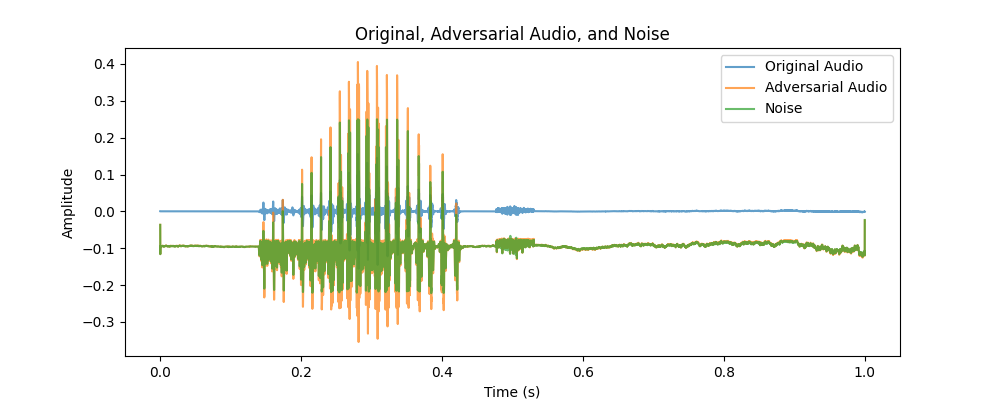 Original, Adversarial Audio, and Noise
Original Audio
Adversarial Audio
Noise
Amplitude
0.4
0.3
0.2
0.1
0.0
−0.1
−0.2
−0.3
0.0 0.2 0.4 0.6 0.8 1.0
Time (s)